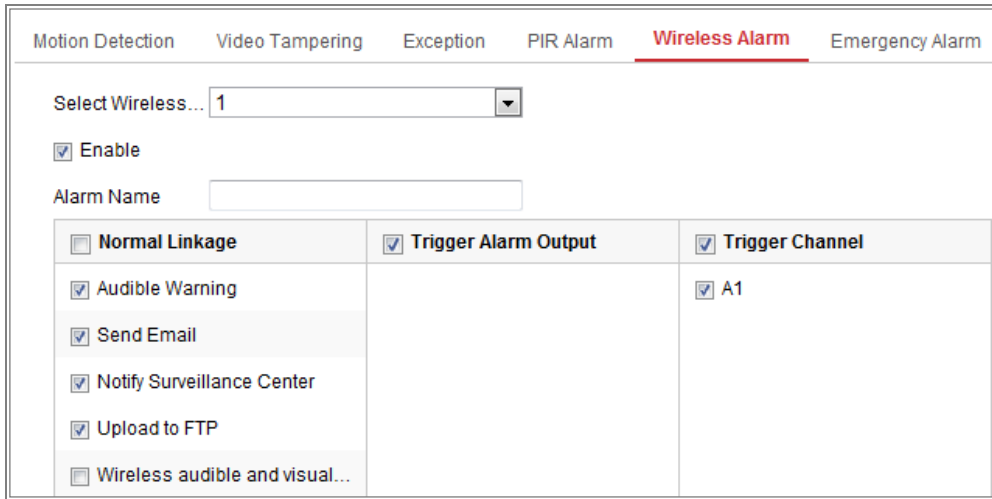 Motion Detection Video Tampering Exception PIR Alarm Wireless Alarm Emergency Alarm
Select Wireless... 1
Enable
Alarm Name
Normal Linkage Trigger Alarm Output Trigger Channel
Audible Warning A1
Send Email
Notify Surveillance Center
Upload to FTP
Wireless audible and visual...